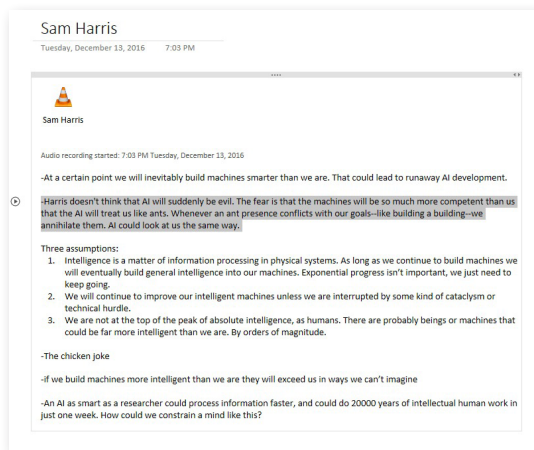 Sam Harris
Tuesday, December 13, 2016 7:03 PM
Sam Harris
Audio recording started: 7:03 PM Tuesday, December 13, 2016
-At a certain point we will inevitably build machines smarter than we are. That could lead to runaway AI development.
-Harris doesn't think that AI will suddenly be evil. The fear is that the machines will be so much more competent than us
that the AI will treat us like ants. Whenever an ant presence conflicts with our goals--like building a building--we
annihilate them. AI could look at us the same way.
Three assumptions:
1. Intelligence is a matter of information processing in physical systems. As long as we continue to build machines we
will eventually build general intelligence into our machines. Exponential progress isn't important, we just need to
keep going.
2. We will continue to improve our intelligent machines unless we are interrupted by some kind of cataclysm or
technical hurdle.
3. We are not at the top of the peak of absolute intelligence, as humans. There are probably beings or machines that
could be far more intelligent than we are. By orders of magnitude.
-The chicken joke
-if we build machines more intelligent than we are they will exceed us in ways we can't imagine
-An AI as smart as a researcher could process information faster, and could do 20000 years of intellectual human work in
just one week. How could we constrain a mind like this?